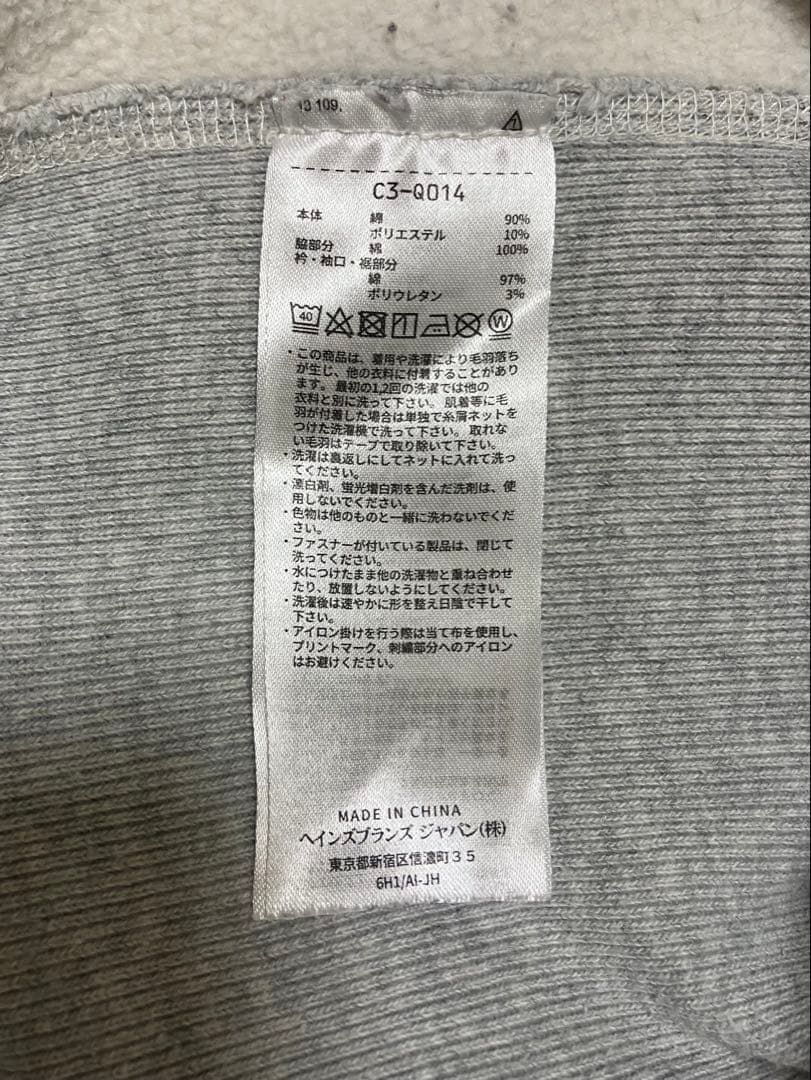 13 109.
C3-Q014
本体 綿 90%
ポリエステル 10%
脇部分 綿 100%
衿・袖口・裾部分
綿 97%
ポリウレタン 3%
40 W
・この商品は、着用や洗濯により毛羽落ち
が生じ、他の衣料に付着することがあり
ます。最初の1,2回の洗濯では他の
衣料と別に洗って下さい。肌着等に毛
羽が付着した場合は単独で糸屑ネットを
つけた洗濯機で洗って下さい。取れな
い毛羽はテープで取り除いて下さい。
・洗濯は裏返しにしてネットに入れて洗っ
てください。
・漂白剤、蛍光増白剤を含んだ洗剤は、使
用しないでください。
・色物は他のものと一緒に洗わないでくだ
さい。
・ファスナーが付いている製品は、閉じて
洗ってください。
・水につけたまま他の洗濯物と重ね合わせ
たり、放置しないようにしてください。
・洗濯後は速やかに形を整え日陰で干して
下さい。
・アイロン掛けを行う際は当て布を使用し、
プリントマーク、刺繍部分へのアイロン
はお避けください。
MADE IN CHINA
ヘインズブランズ ジャパン(株)
東京都新宿区信濃町35
6H1/AI-JH